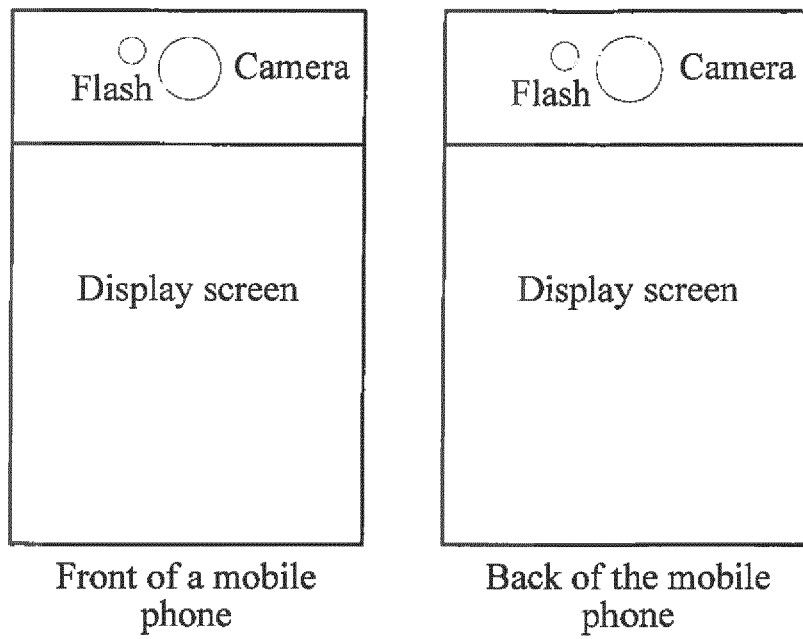 Flash
Camera
Display screen
Front of a mobile
phone
Flash
Camera
Display screen
Back of the mobile
phone